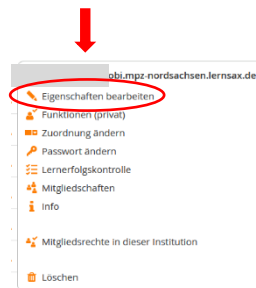 obi.mpz-nordsachsen.lernsax.de
Eigenschaften bearbeiten
Funktionen (privat)
Zuordnung ändern
Passwort ändern
Lernerfolgskontrolle
Mitgliedschaften
Info
Mitgliedsrechte in dieser Institution
Löschen